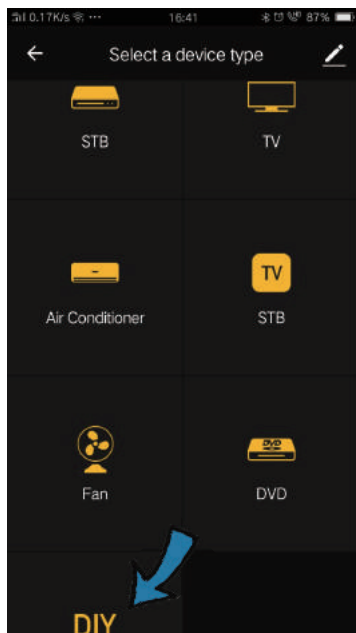 0.17K/s ... 16:41 87%
Select a device type
STB TV
Air Conditioner TV
STB
Fan DVD
DVD
DIY